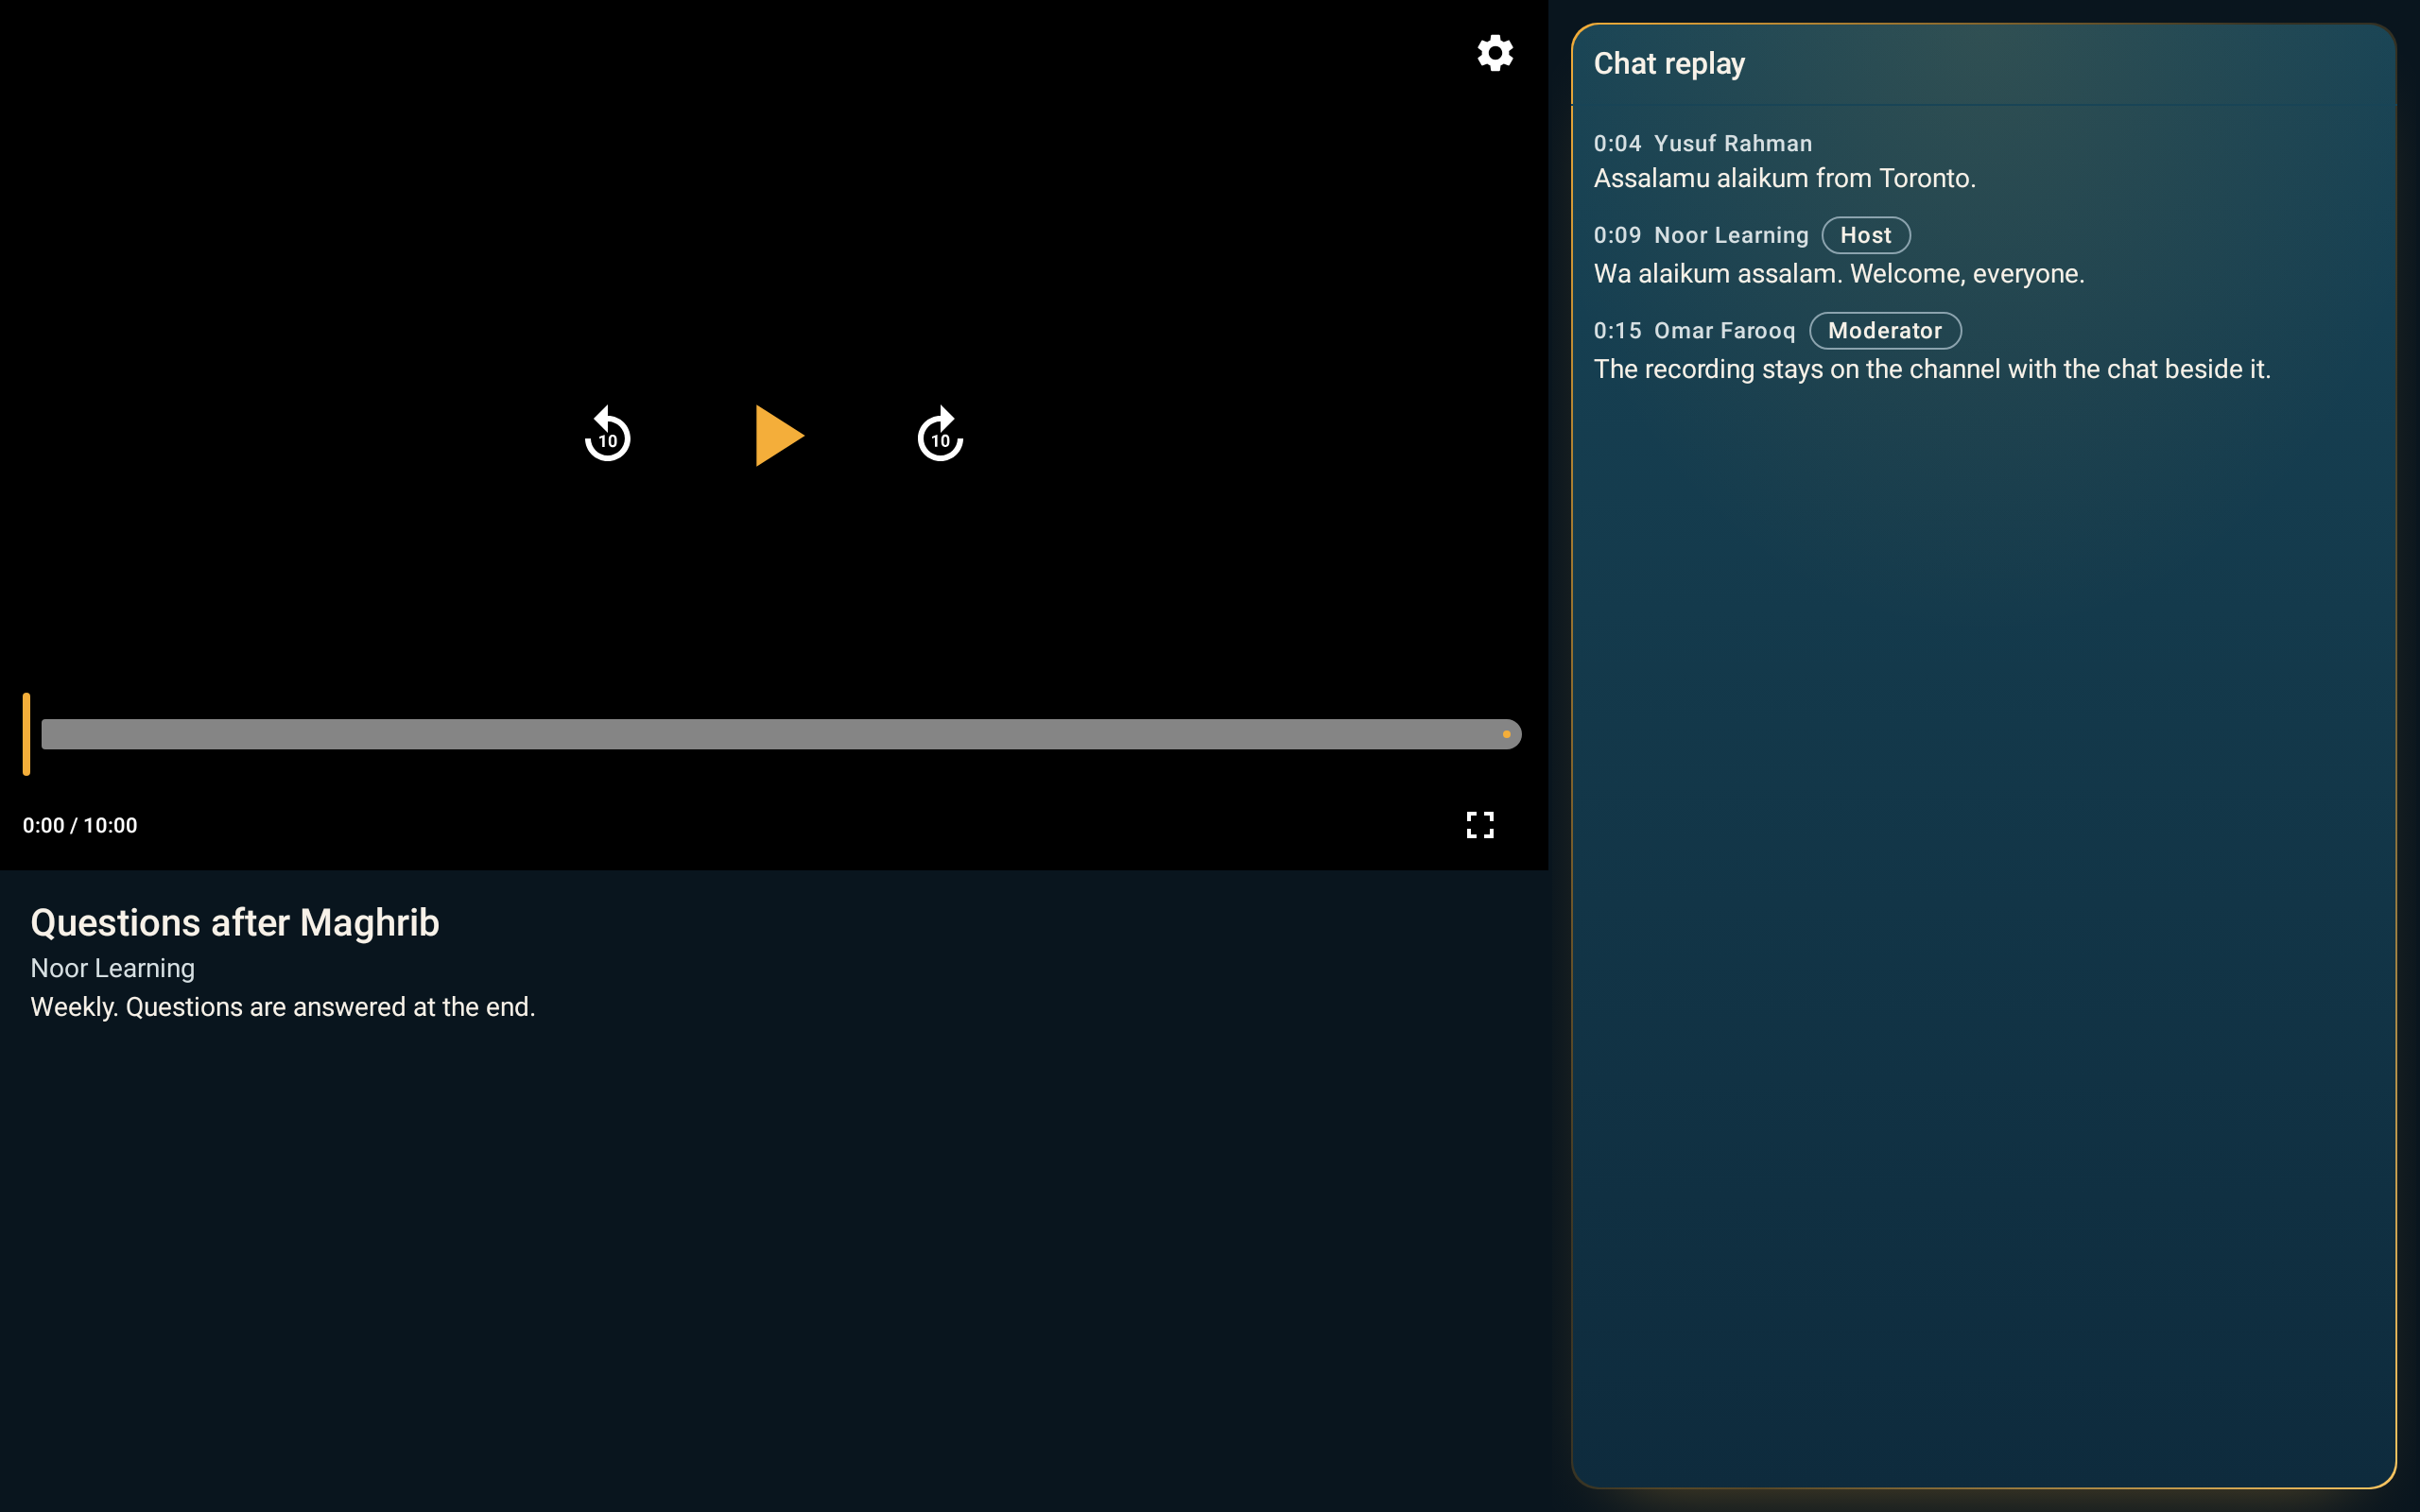 10
10
0:00 / 10:00
Questions after Maghrib
Noor Learning
Weekly. Questions are answered at the end.
Chat replay
0:04 Yusuf Rahman
Assalamu alaikum from Toronto.
0:09 Noor Learning Host
Wa alaikum assalam. Welcome, everyone.
0:15 Omar Farooq Moderator
The recording stays on the channel with the chat beside it.